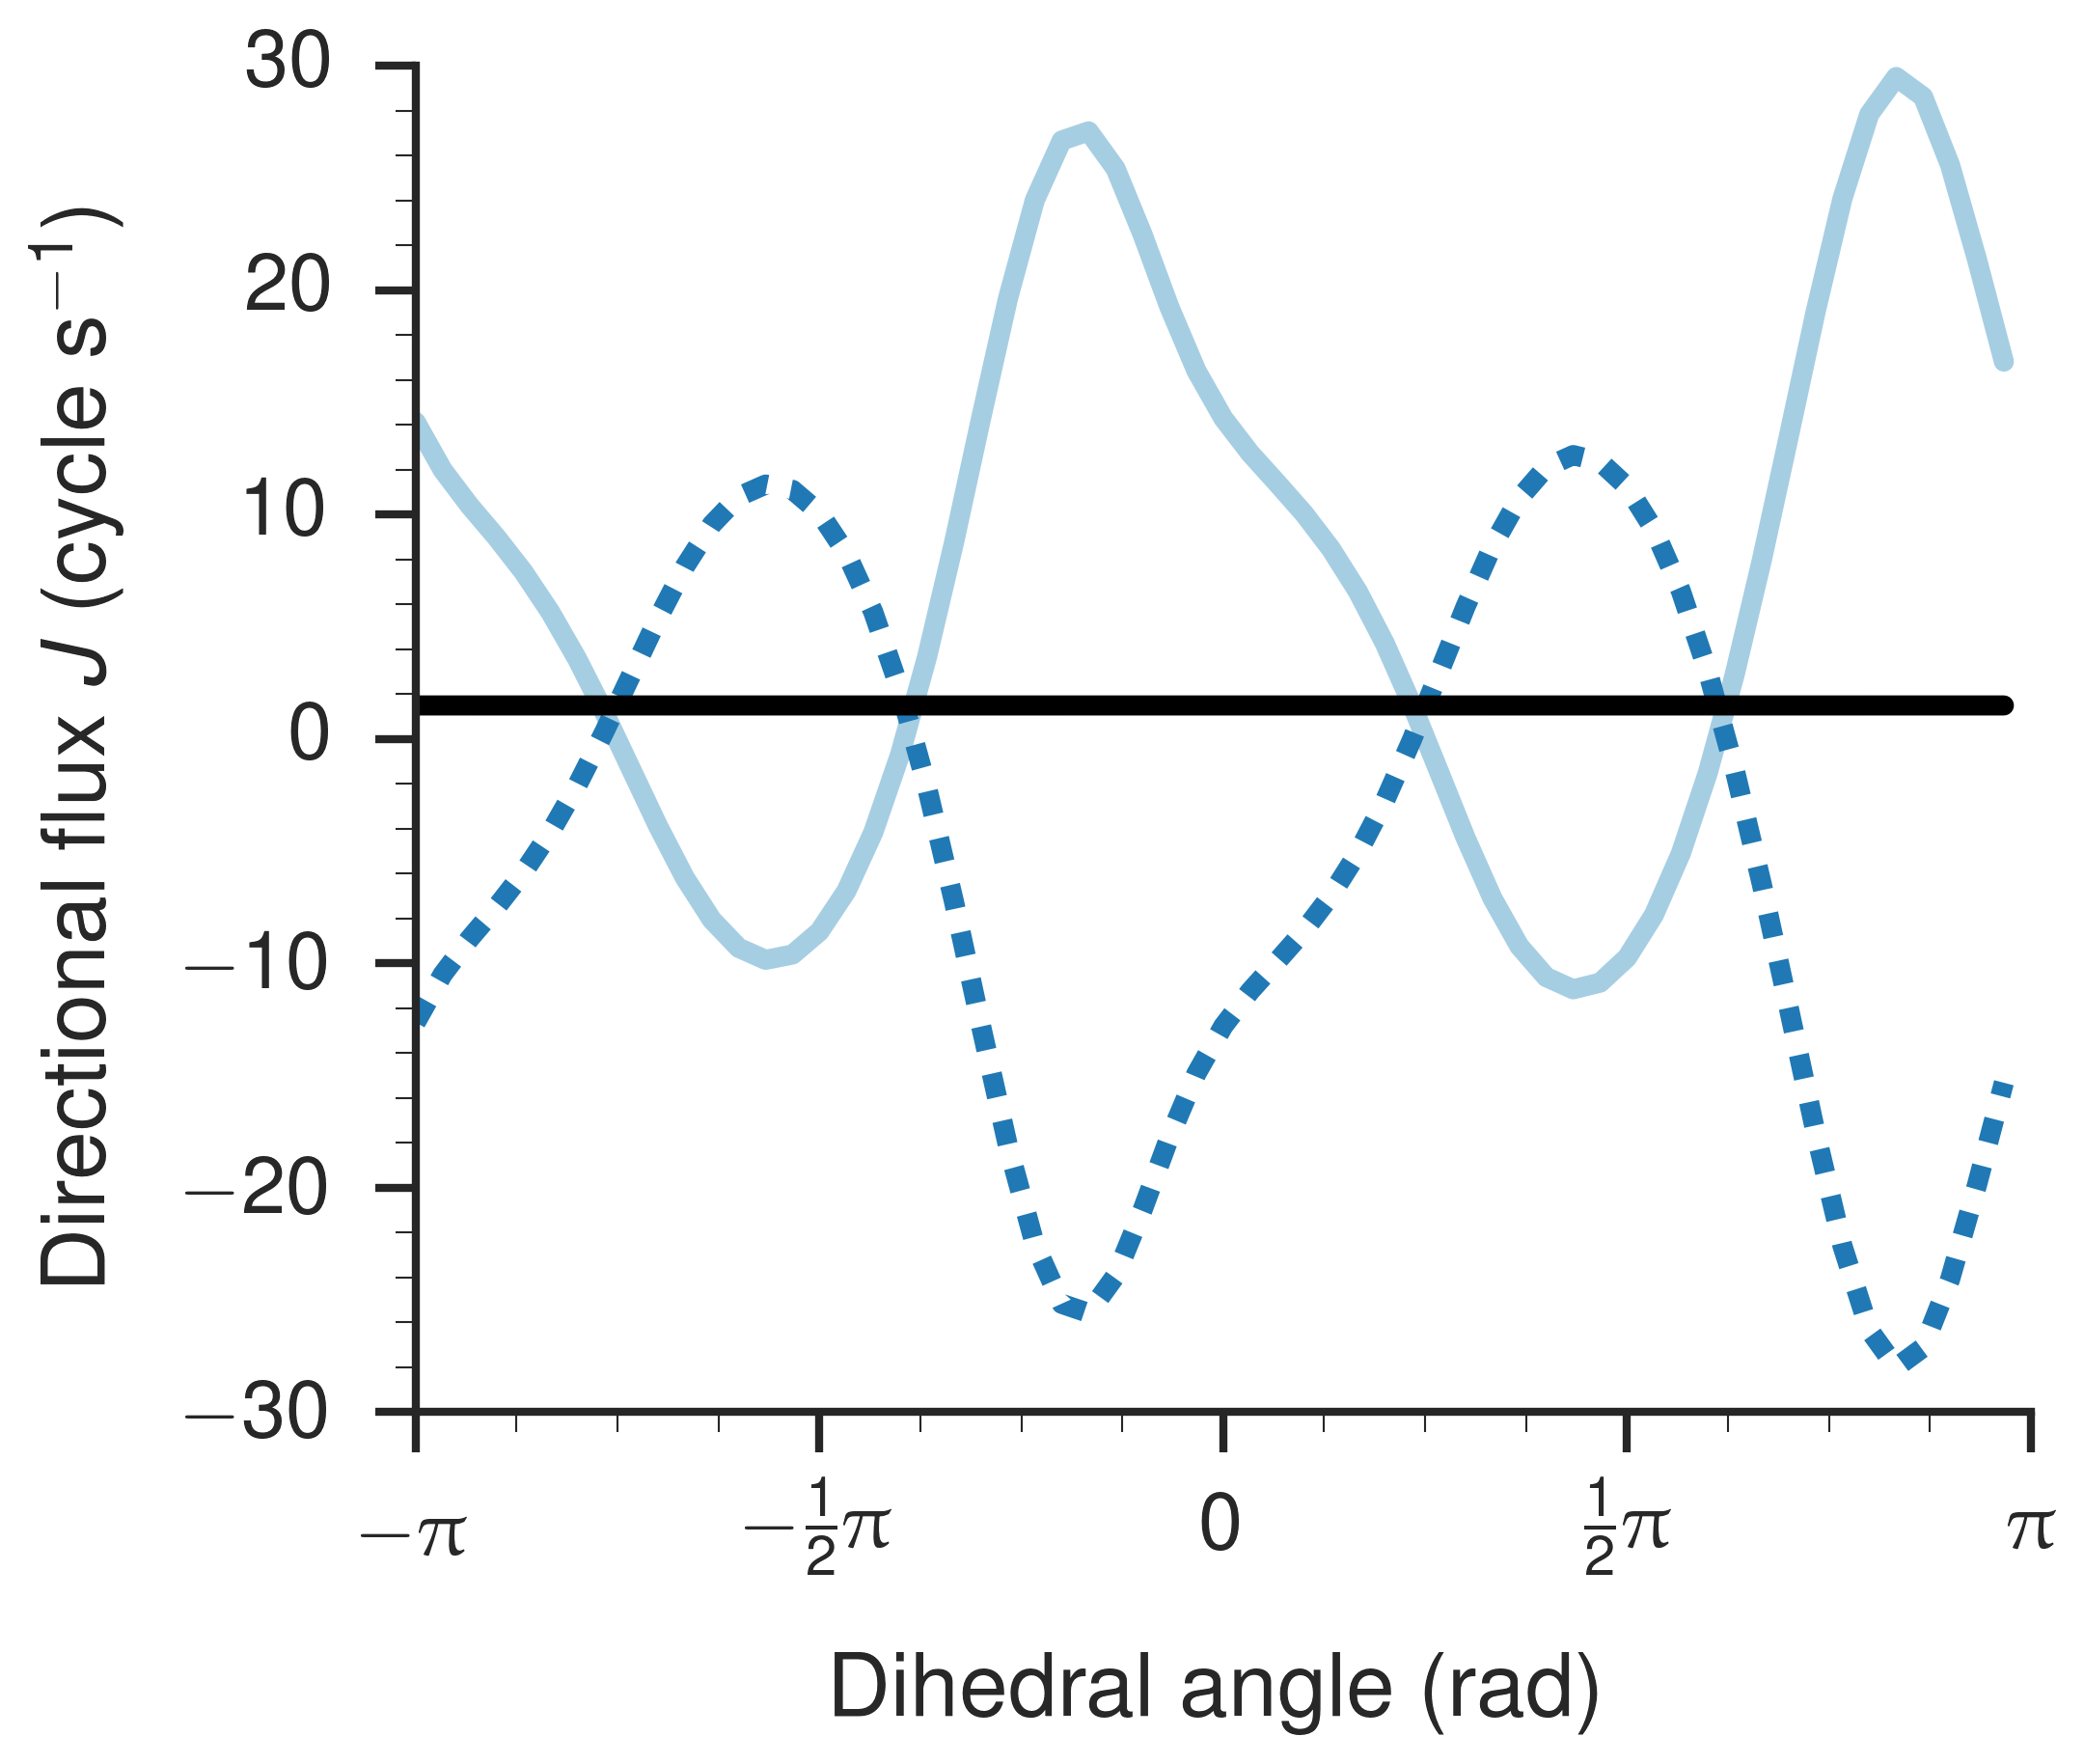 Directional flux J (cycle s⁻¹)
30
20
10
0
−10
−20
−30
−π
−½π
0
½π
π
Dihedral angle (rad)